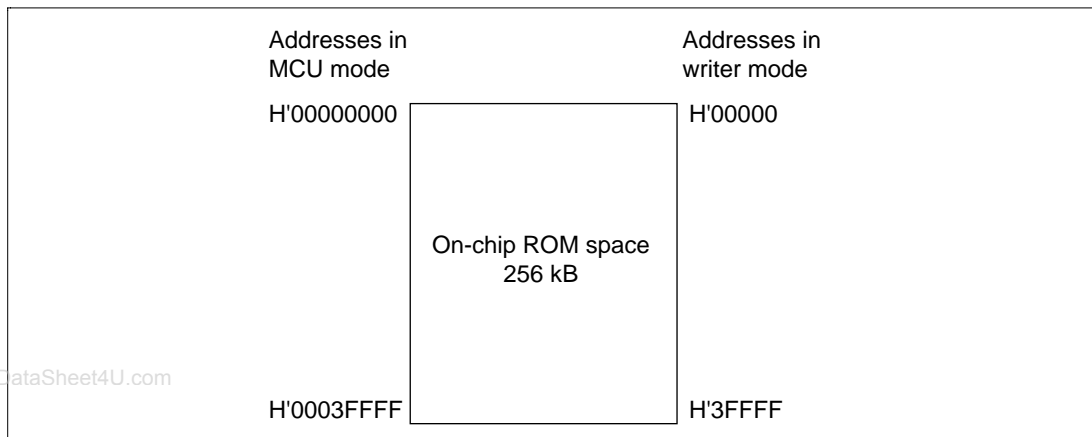 Addresses in
MCU mode
Addresses in
writer mode
H'00000000
H'00000
On-chip ROM space
256 kB
DataSheet4U.com
H'0003FFFF
H'3FFFF